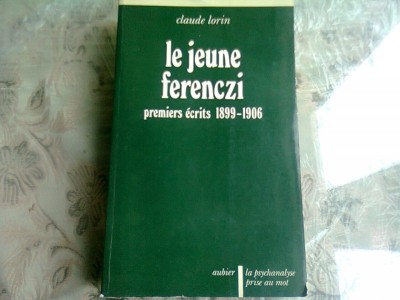 claude lorin
le jeune
ferenczi
premiers écrits 1899-1906
aubier
la psychanalyse
prise au mot